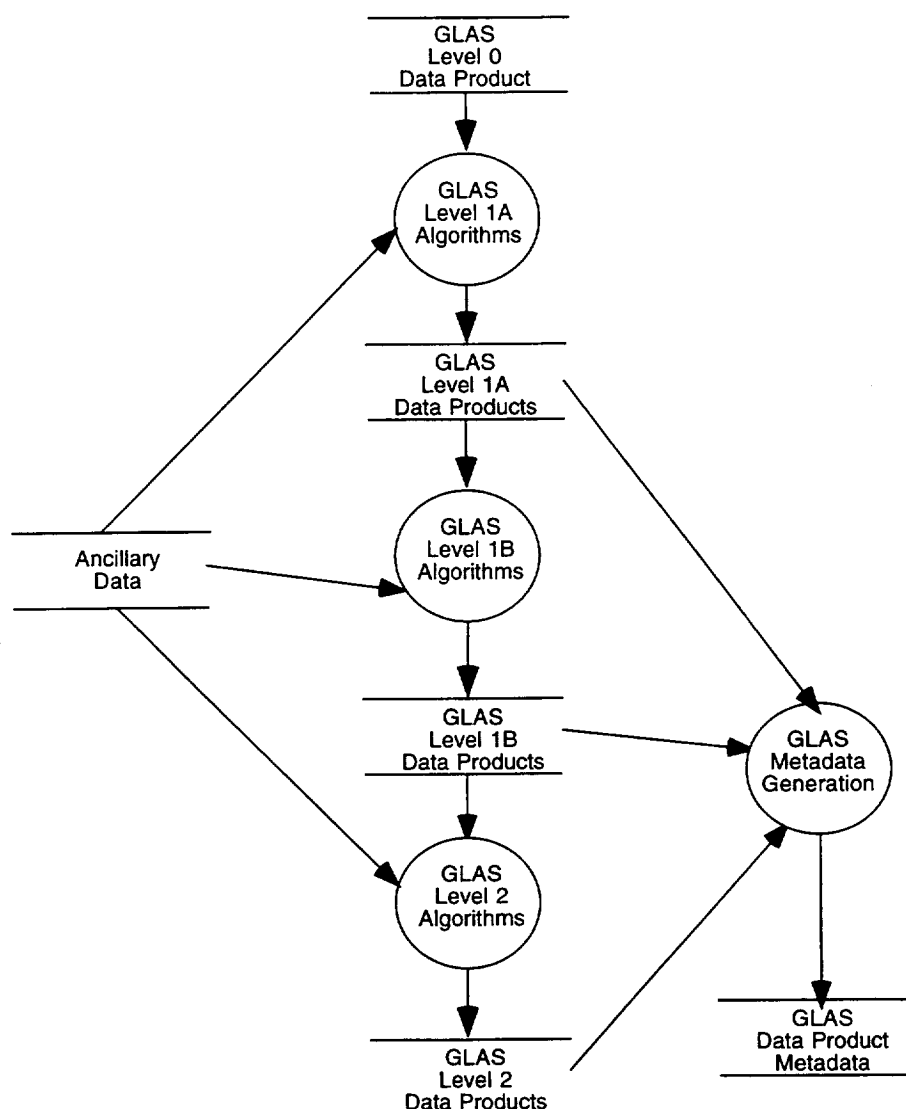 GLAS
Level 0
Data Product
GLAS
Level 1A
Algorithms
GLAS
Level 1A
Data Products
GLAS
Level 1B
Algorithms
Ancillary
Data
GLAS
Level 1B
Data Products
GLAS
Metadata
Generation
GLAS
Level 2
Algorithms
GLAS
Data Product
Metadata
GLAS
Level 2
Data Products